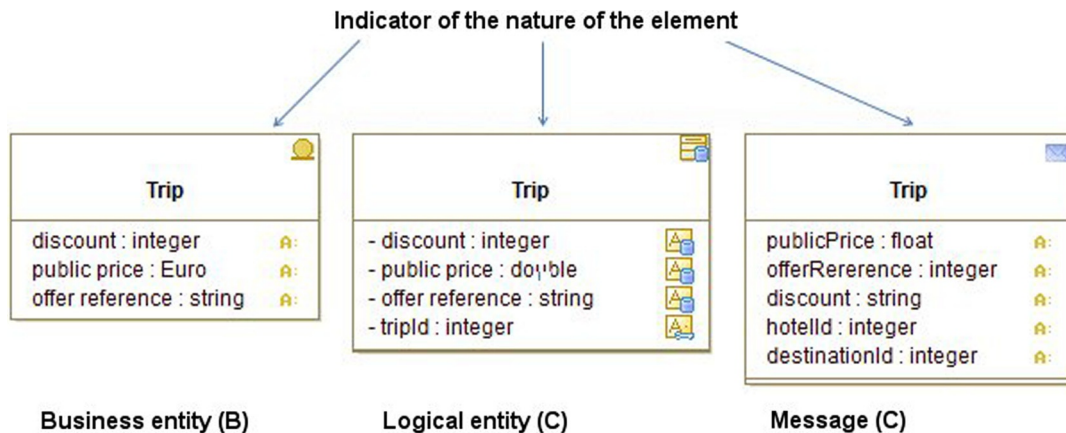 Indicator of the nature of the element
Trip
discount : integer
public price : Euro
offer reference : string
Business entity (B)
Trip
- discount : integer
- public price : double
- offer reference : string
- tripId : integer
Logical entity (C)
Trip
publicPrice : float
offerRererence : integer
discount : string
hotelId : integer
destinationId : integer
Message (C)